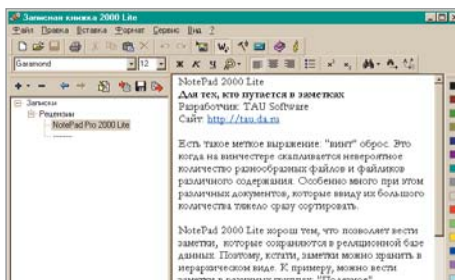 Записная книжка 2000 Lite
Файл Правка Вставка Формат Сервис Вид ?
Garamond 12 Ж К Ч
Записки
Рецензии
NotePad Pro 2000 Lite
NotePad 2000 Lite
Для тех, кто путается в заметках
Разработчик: TAU Software
Сайт: http://tau.da.ru
Есть такое меткое выражение: "винт" оброс. Это
когда на винчестере скапливается невероятное
количество разнообразных файлов и файликов
различного содержания. Особенно много при этом
различных документов, которые ввиду их большого
количества тяжело сразу сортировать.
NotePad 2000 Lite хорош тем, что позволяет вести
заметки, которые сохраняются в реляционной базе
данных. Поэтому, кстати, заметки можно хранить в
иерархическом виде. К примеру, можно вести